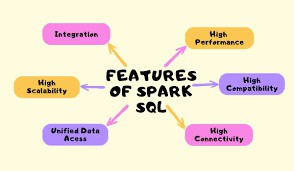 Integration
High
Performance
High
Scalability
FEATURES
OF SPARK
SQL
High
Compatibility
Unified Data
Acess
High
Connectivity